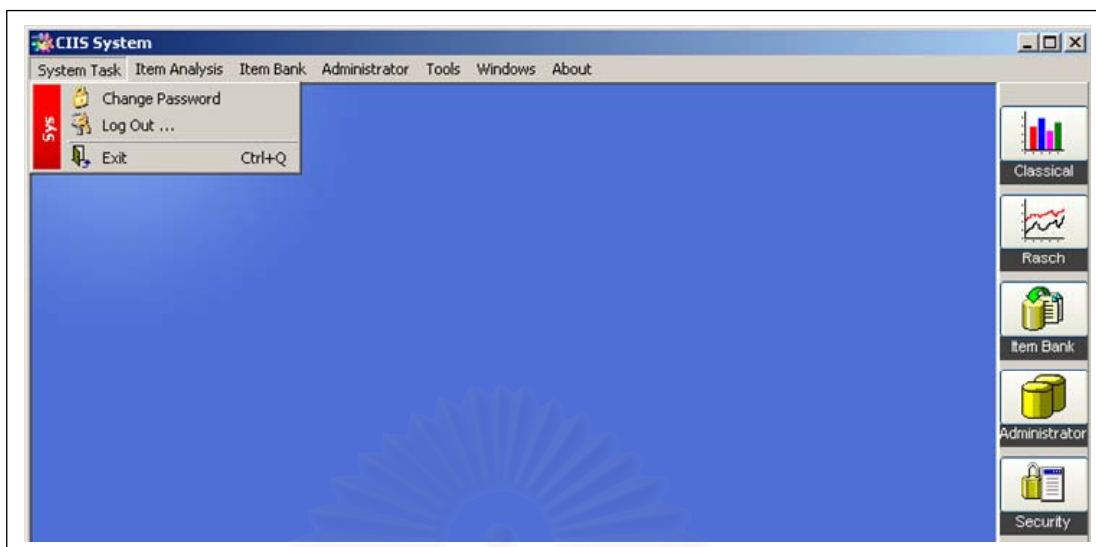 CIIS System
System Task Item Analysis Item Bank Administrator Tools Windows About
Sys
Change Password
Log Out ...
Exit Ctrl+Q
Classical
Rasch
Item Bank
Administrator
Security